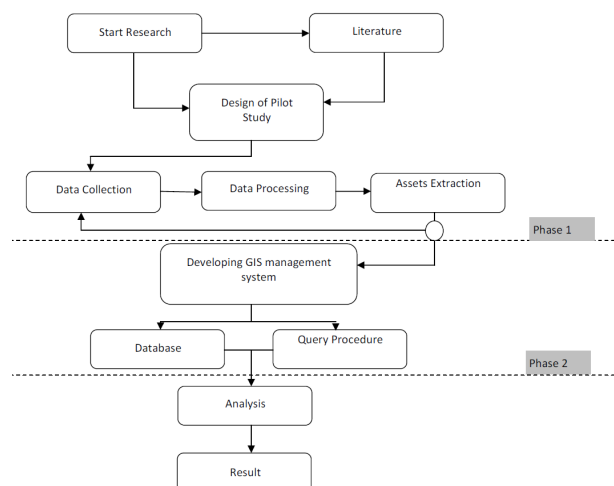 Start Research
Literature
Design of Pilot
Study
Data Collection
Data Processing
Assets Extraction
Phase 1
Developing GIS management
system
Database
Query Procedure
Phase 2
Analysis
Result